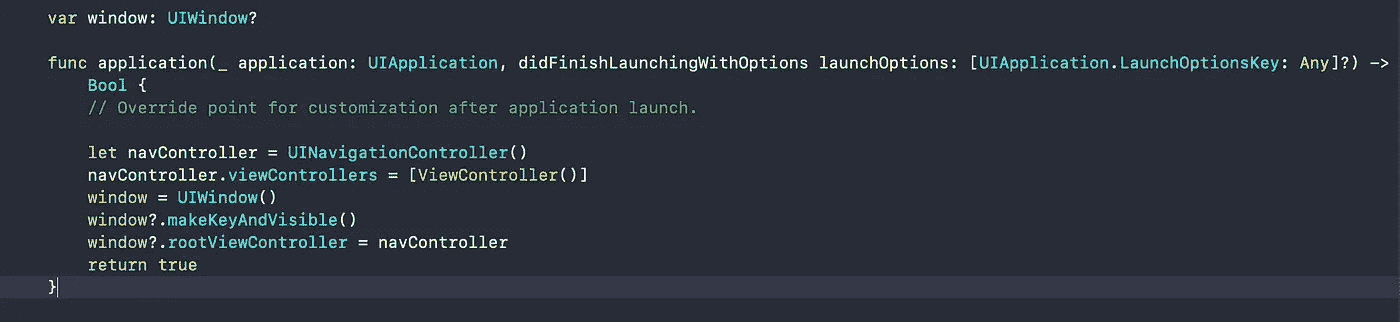 var window: UIWindow?
func application(_ application: UIApplication, didFinishLaunchingWithOptions launchOptions: [UIApplication.LaunchOptionsKey: Any]?) ->
Bool {
// Override point for customization after application launch.
let navController = UINavigationController()
navController.viewControllers = [ViewController()]
window = UIWindow()
window?.makeKeyAndVisible()
window?.rootViewController = navController
return true
}